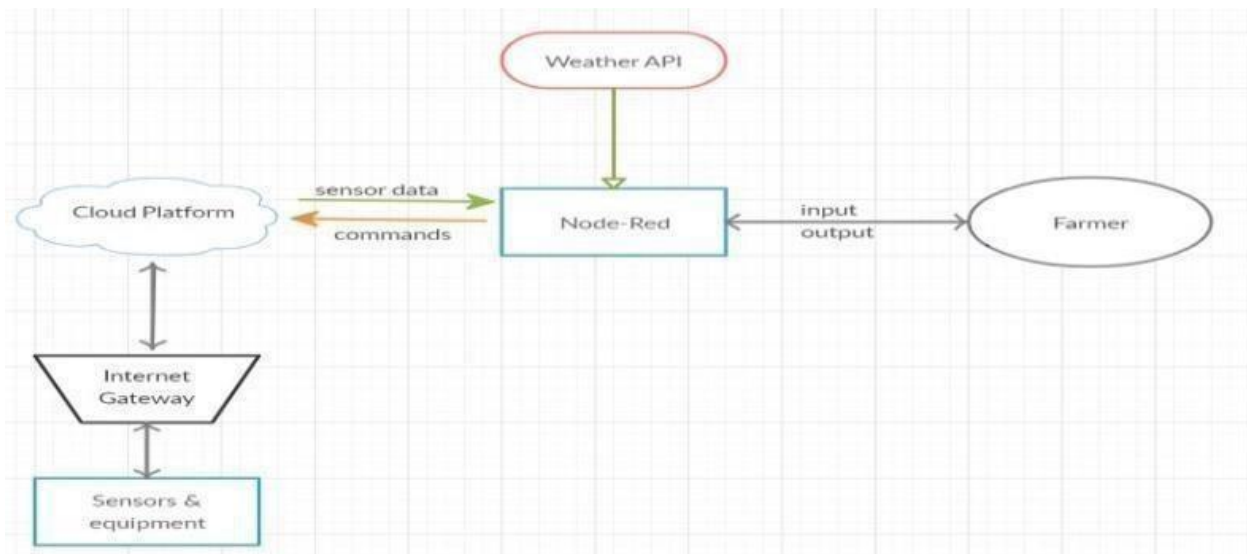 Weather API
Cloud Platform
sensor data
commands
Node-Red
input
output
Farmer
Internet
Gateway
Sensors &
equipment